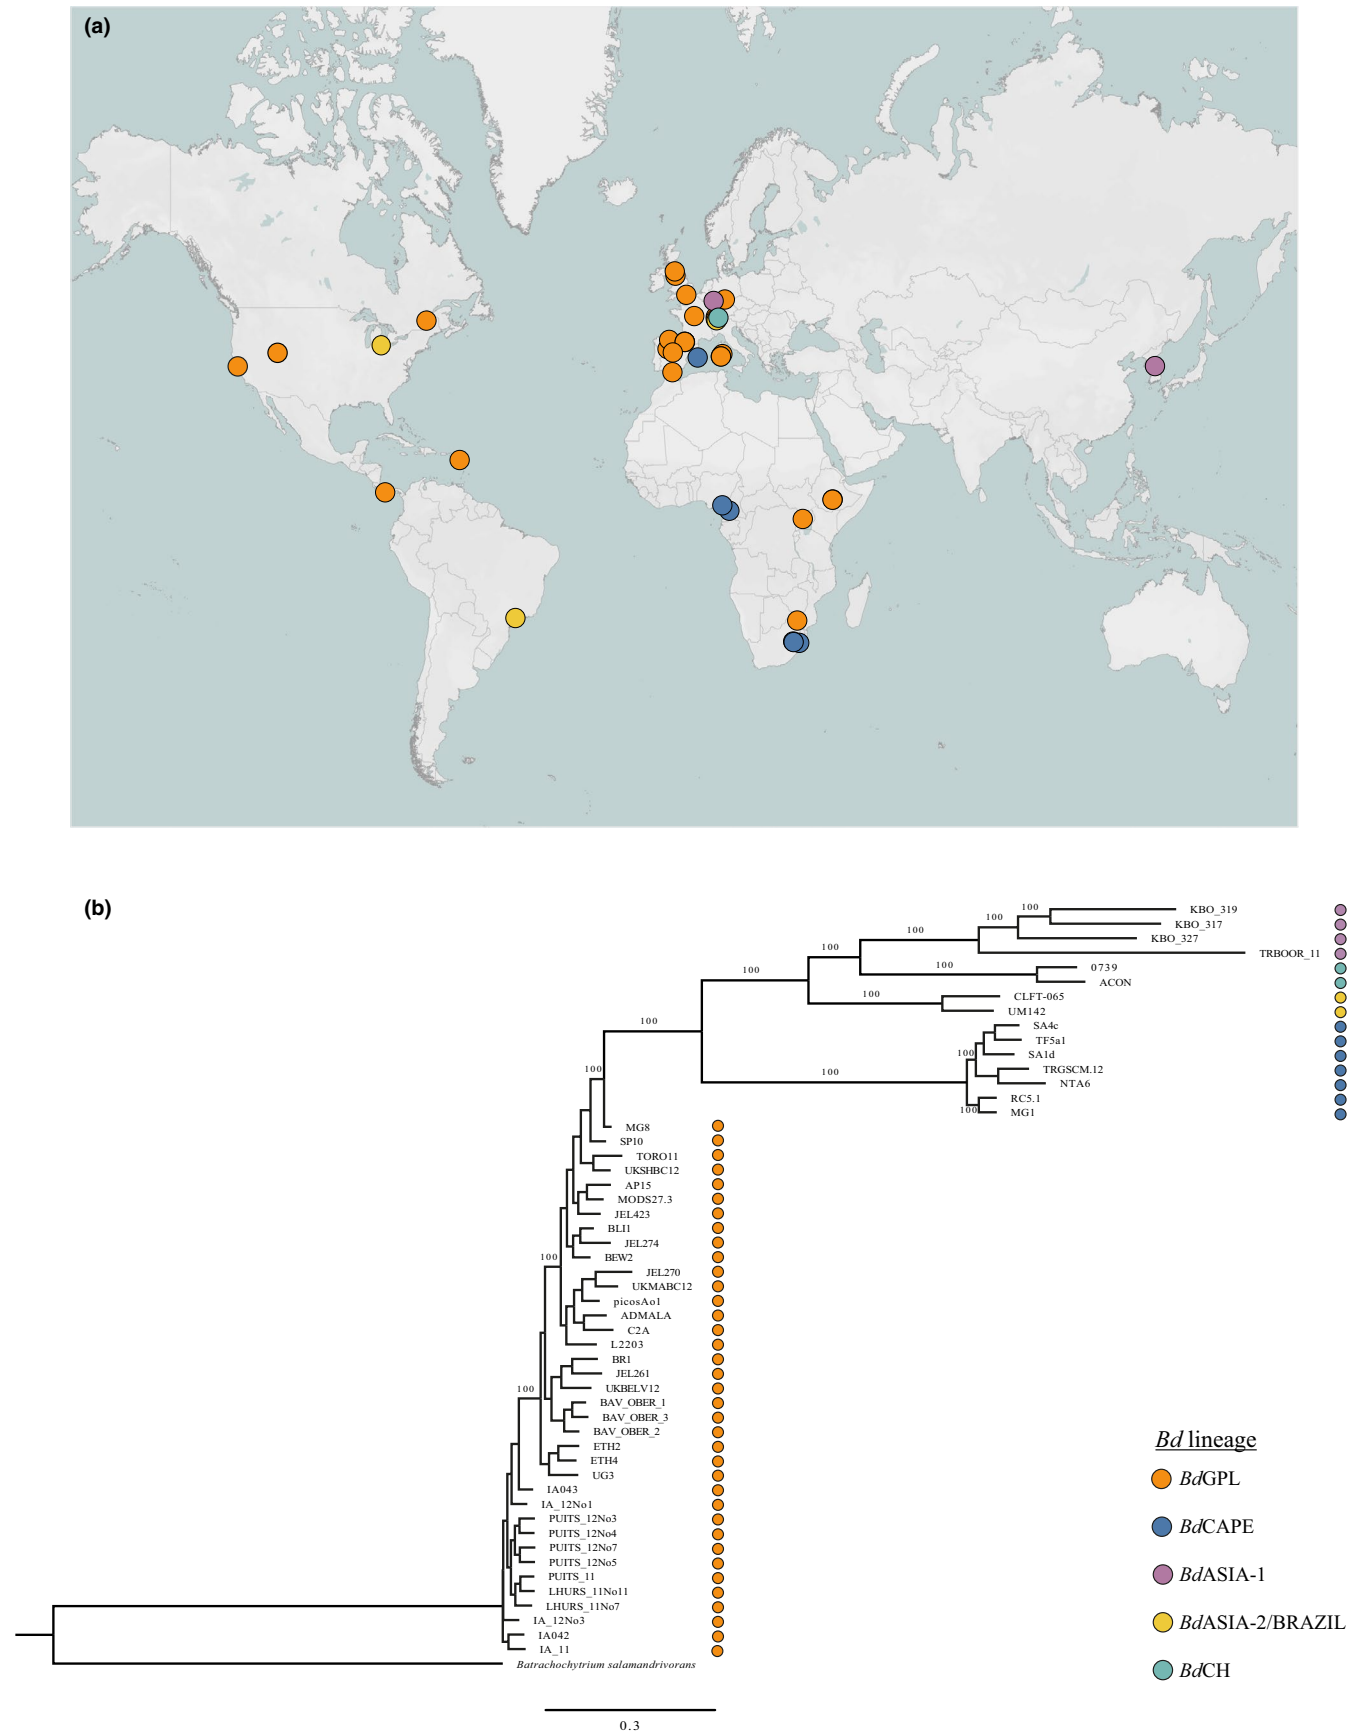 (a)
(b)
100
KBO_319
100
KBO_317
100
KBO_327
100
TRBOOR_11
100
0739
100
ACON
100
CLFT-065
100
UM142
SA4c
100
TF5a1
100
SA1d
TRGSCM.12
100
NTA6
RC5.1
100
MG1
100
MG8
SP10
TORO11
UKSHBC12
AP15
MODS27.3
JEL423
BLI1
JEL274
100
BEW2
JEL270
UKMABC12
picosAo1
ADMALA
C2A
L2203
BR1
JEL261
100
UKBELV12
BAV_OBER_1
BAV_OBER_3
BAV_OBER_2
ETH2
ETH4
UG3
IA043
IA_12No1
PUITS_12No3
PUITS_12No4
PUITS_12No7
PUITS_12No5
PUITS_11
LHURS_11No11
LHURS_11No7
IA_12No3
IA042
IA_11
Batrachochytrium salamandrivorans
0.3
Bd lineage
BdGPL
BdCAPE
BdASIA-1
BdASIA-2/BRAZIL
BdCH